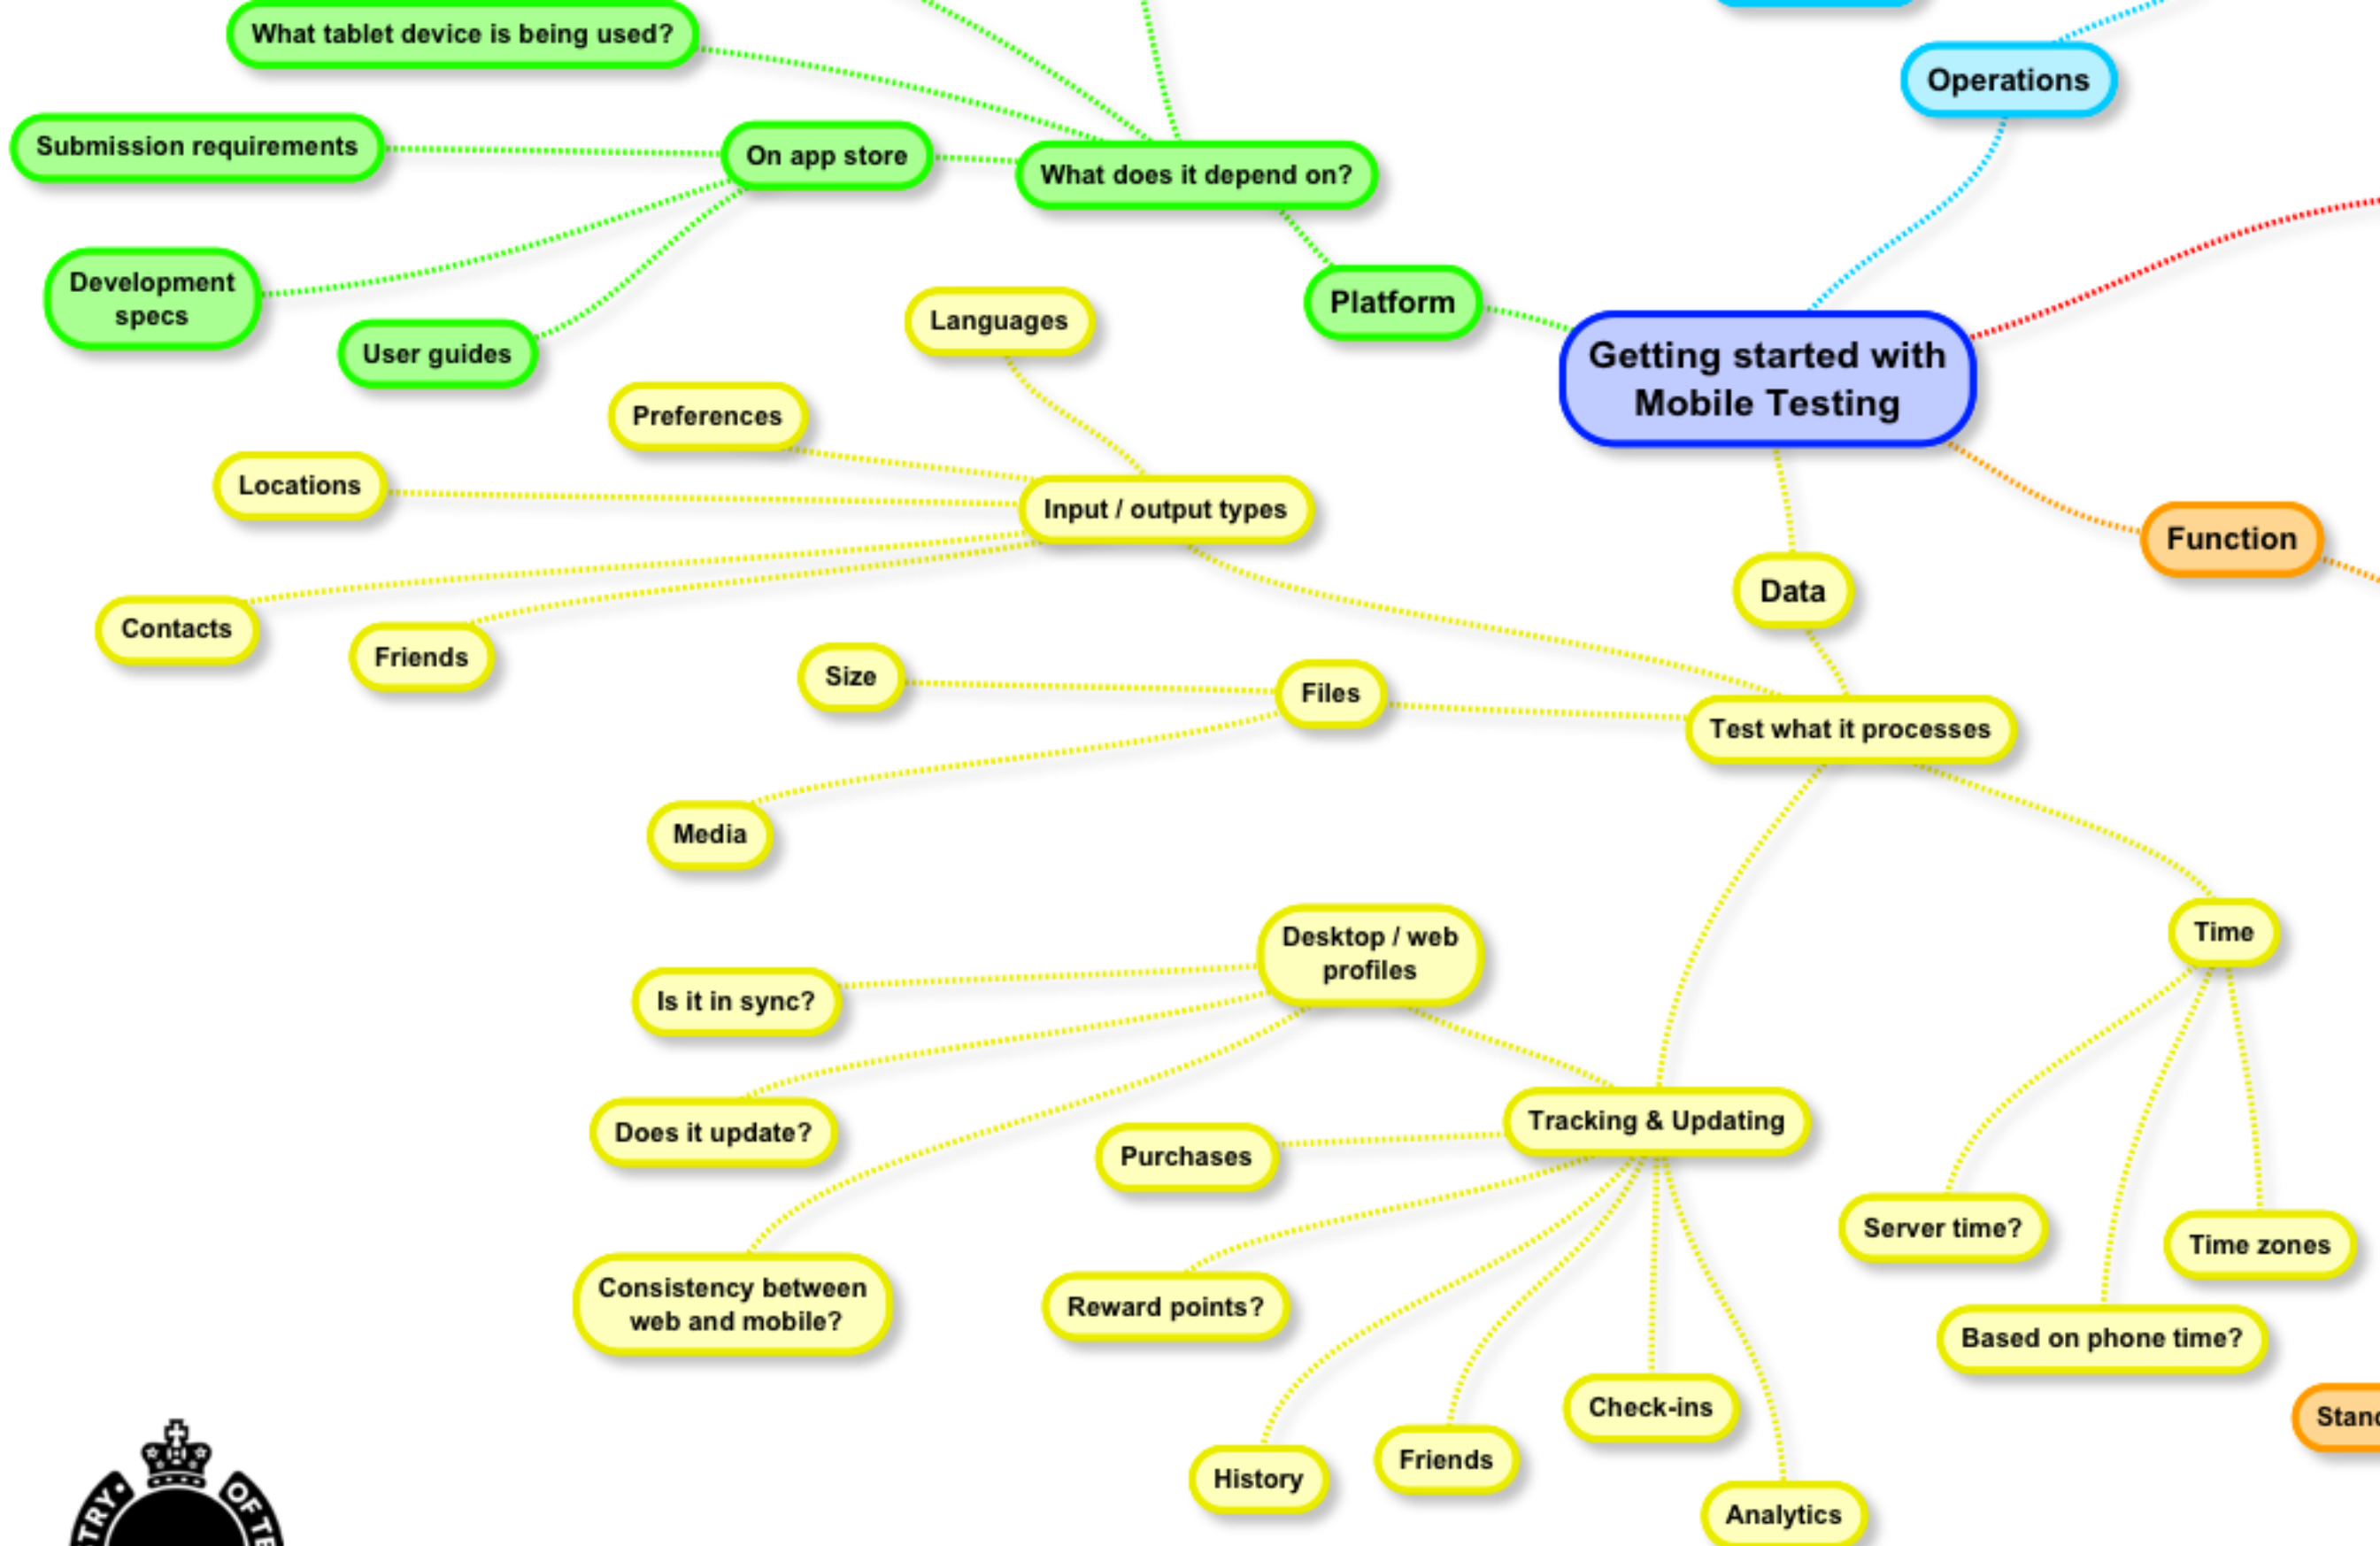 What tablet device is being used?
Operations
Submission requirements
On app store
What does it depend on?
Development
specs
User guides
Languages
Platform
Getting started with
Mobile Testing
Preferences
Locations
Input / output types
Function
Data
Contacts
Friends
Size
Files
Test what it processes
Media
Desktop / web
profiles
Time
Is it in sync?
Does it update?
Tracking & Updating
Purchases
Server time?
Time zones
Consistency between
web and mobile?
Reward points?
Based on phone time?
Check-ins
Friends
History
Analytics
OF